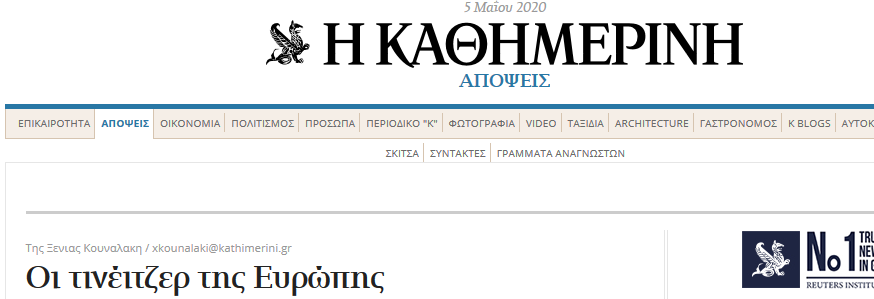 5 Μαΐου 2020
Η ΚΑΘΗΜΕΡΙΝΗ
ΑΠΟΨΕΙΣ
ΕΠΙΚΑΙΡΟΤΗΤΑ ΑΠΟΨΕΙΣ ΟΙΚΟΝΟΜΙΑ ΠΟΛΙΤΙΣΜΟΣ ΠΡΟΣΩΠΑ ΠΕΡΙΟΔΙΚΟ "Κ" ΦΩΤΟΓΡΑΦΙΑ VIDEO ΤΑΞΙΔΙΑ ARCHITECTURE ΓΑΣΤΡΟΝΟΜΟΣ K BLOGS ΑΥΤΟΚ
ΣΚΙΤΣΑ ΣΥΝΤΑΚΤΕΣ ΓΡΑΜΜΑΤΑ ΑΝΑΓΝΩΣΤΩΝ
Της Ξενιας Κουναλακη / xkounalaki@kathimerini.gr
Οι τινέιτζερ της Ευρώπης
No 1
TRU
NEW
IN G
REUTERS INSTITU